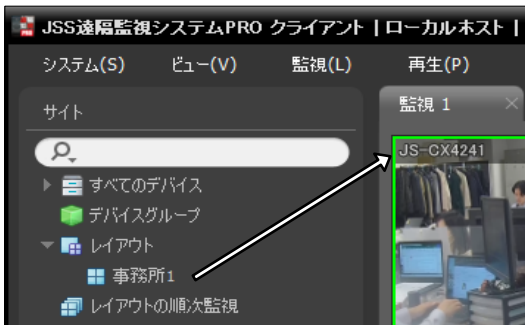 JSS遠隔監視システムPRO クライアント | ローカルホスト |
システム(S) ビュー(V) 監視(L) 再生(P)
サイト
監視 1
JS-CX4241
すべてのデバイス
デバイスグループ
レイアウト
事務所1
レイアウトの順次監視